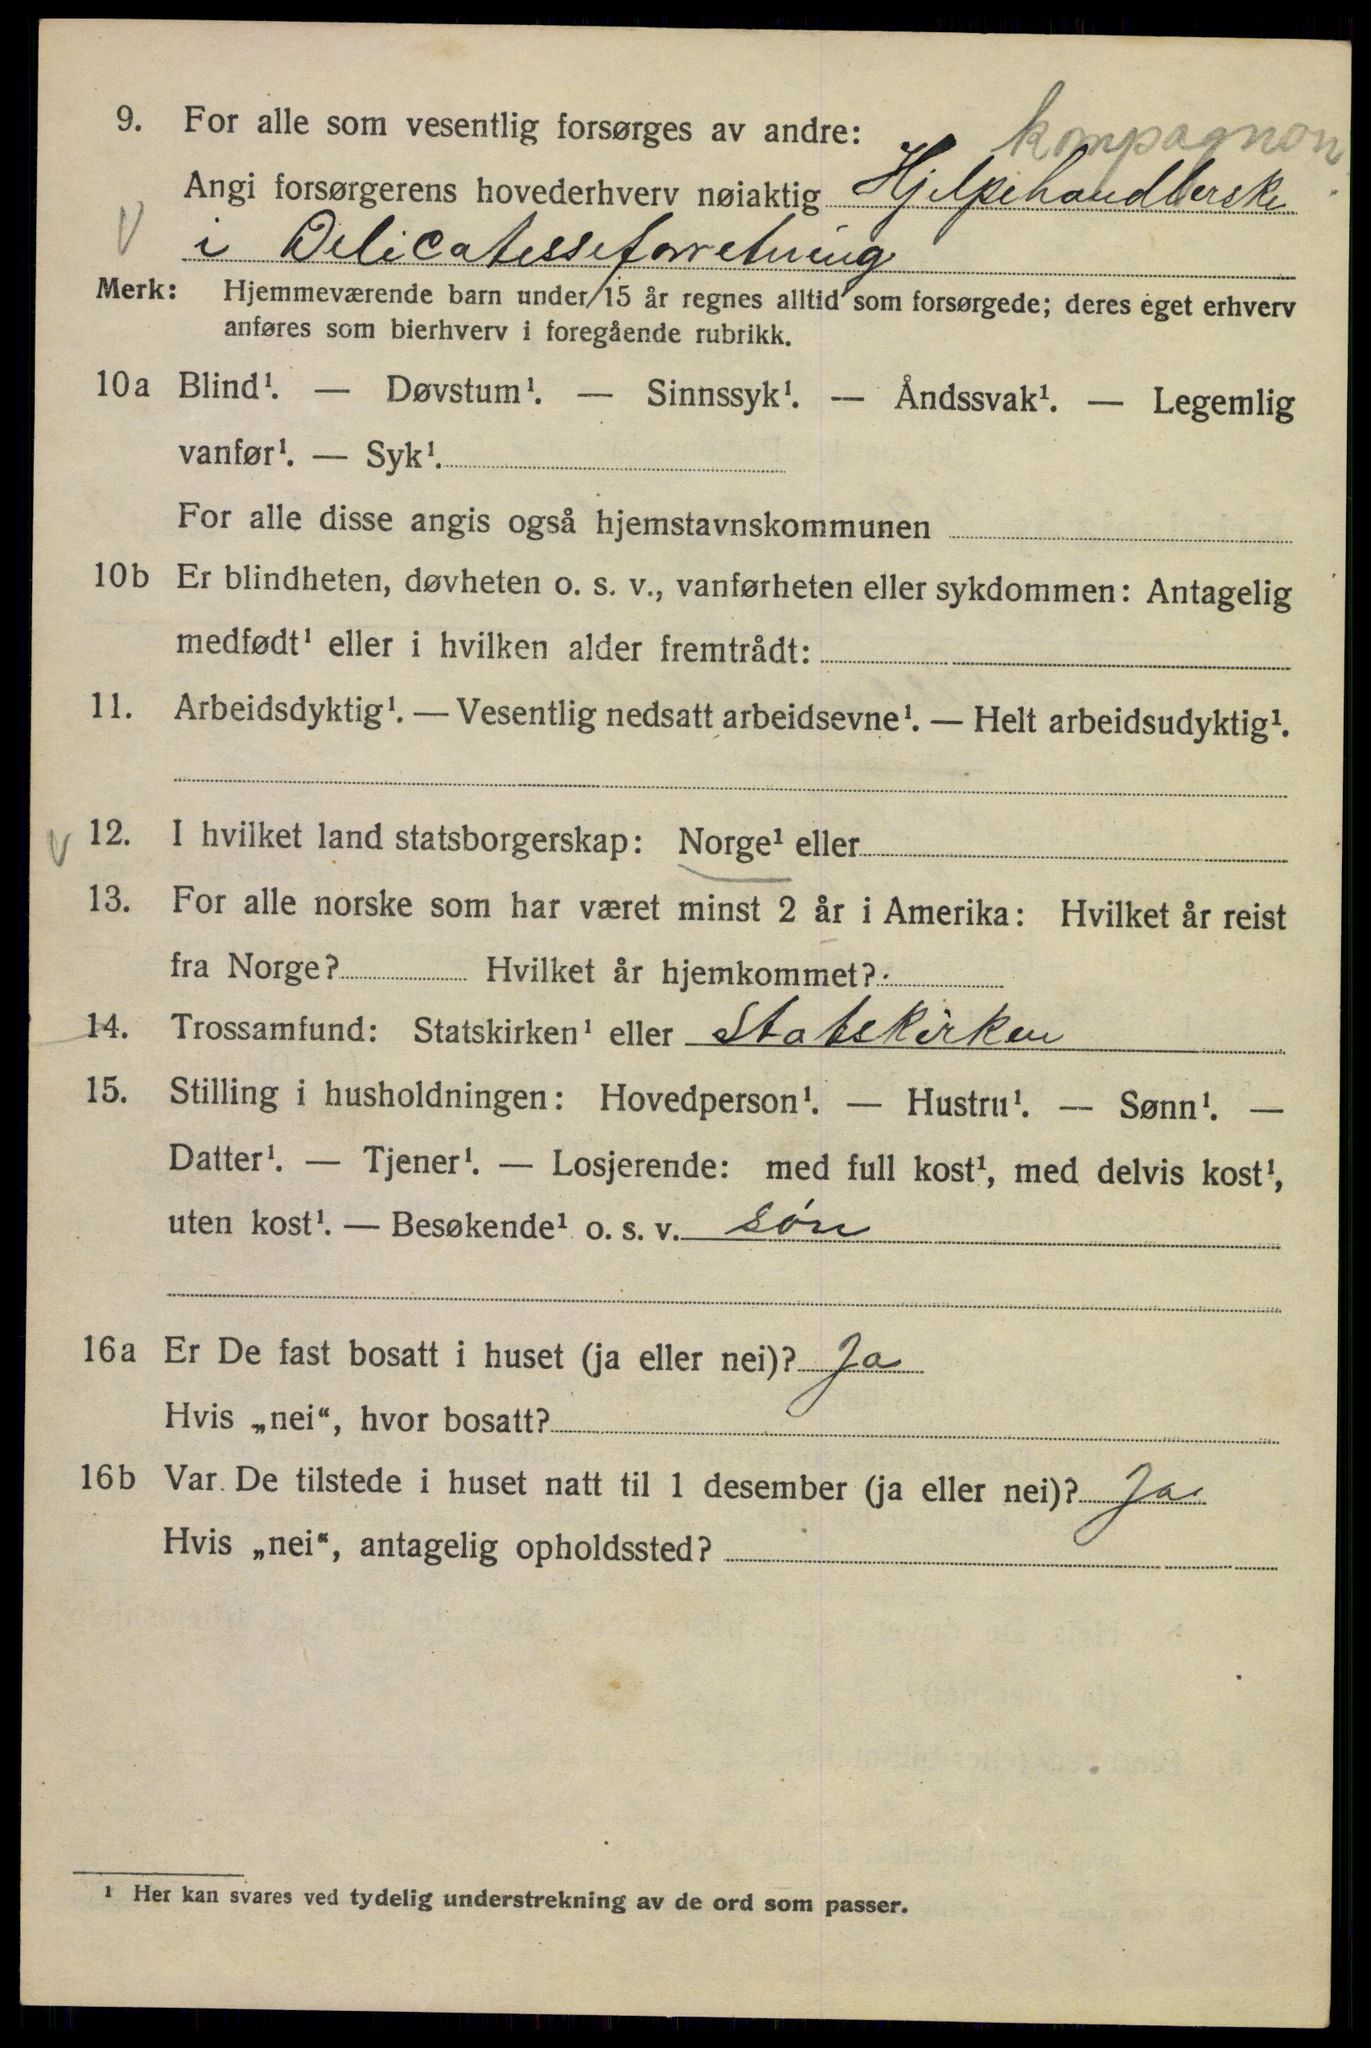 9. For alle som vesentlig forsørges av andre: kompagnon
Angi forsørgerens hovederhverv nøiaktig Hjelpehandlerske
V i Delicatesseforretning
Merk: Hjemmeværende barn under 15 år regnes alltid som forsørgede; deres eget erhverv
anføres som bierhverv i foregående rubrikk.
10a Blind¹. — Døvstum¹. — Sinnssyk¹. — Åndssvak¹. — Legemlig
vanfør¹. — Syk¹.
For alle disse angis også hjemstavnskommunen
10b Er blindheten, døvheten o. s. v., vanførheten eller sykdommen: Antagelig
medfødt¹ eller i hvilken alder fremtrådt:
11. Arbeidsdyktig¹. — Vesentlig nedsatt arbeidsevne¹. — Helt arbeidsudyktig¹.
V 12. I hvilket land statsborgerskap: Norge¹ eller
13. For alle norske som har været minst 2 år i Amerika: Hvilket år reist
fra Norge? Hvilket år hjemkommet?
14. Trossamfund: Statskirken¹ eller Statskirken
15. Stilling i husholdningen: Hovedperson¹. — Hustru¹. — Sønn¹. —
Datter¹. — Tjener¹. — Losjerende: med full kost¹, med delvis kost¹,
uten kost¹. — Besøkende¹ o. s. v. søn
16a Er De fast bosatt i huset (ja eller nei)? Ja
Hvis „nei“, hvor bosatt?
16b Var De tilstede i huset natt til 1 desember (ja eller nei)? Ja
Hvis „nei“, antagelig opholdssted?
¹ Her kan svares ved tydelig understrekning av de ord som passer.